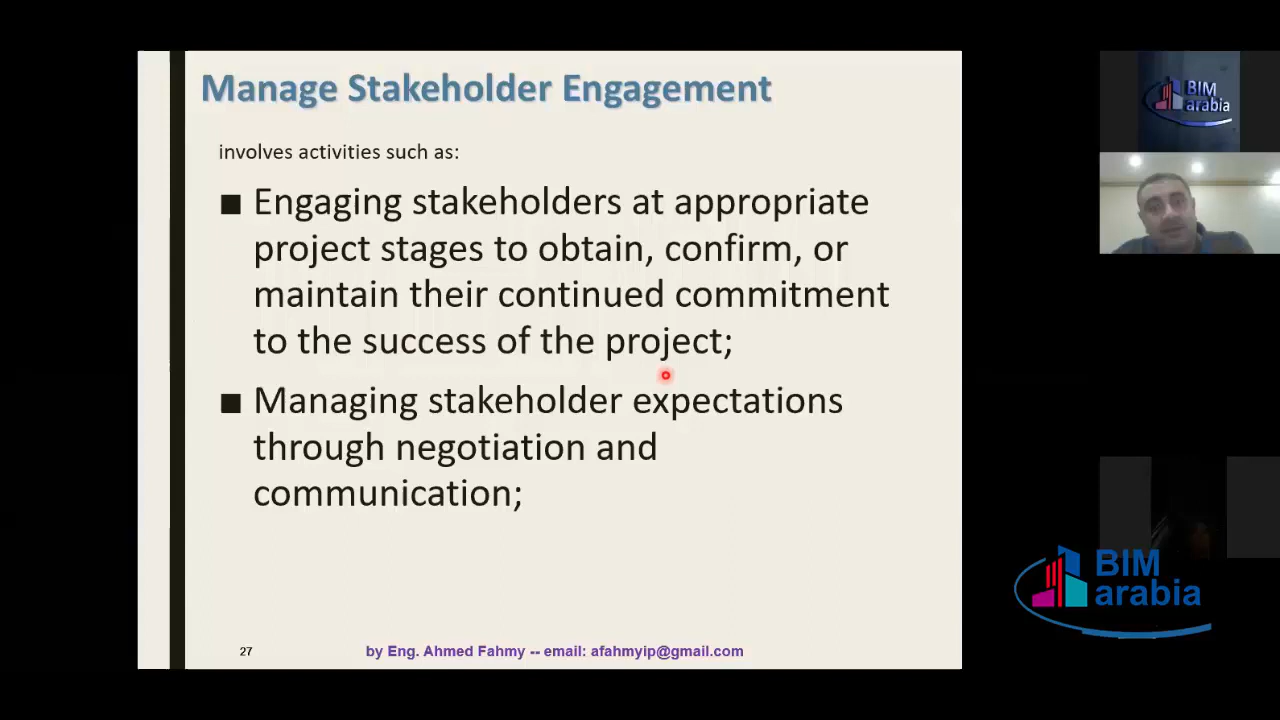 Manage Stakeholder Engagement
involves activities such as:
■ Engaging stakeholders at appropriate
project stages to obtain, confirm, or
maintain their continued commitment
to the success of the project;
■ Managing stakeholder expectations
through negotiation and
communication;
27
by Eng. Ahmed Fahmy -- email: afahmyip@gmail.com
BIM
arabia
BIM
arabia